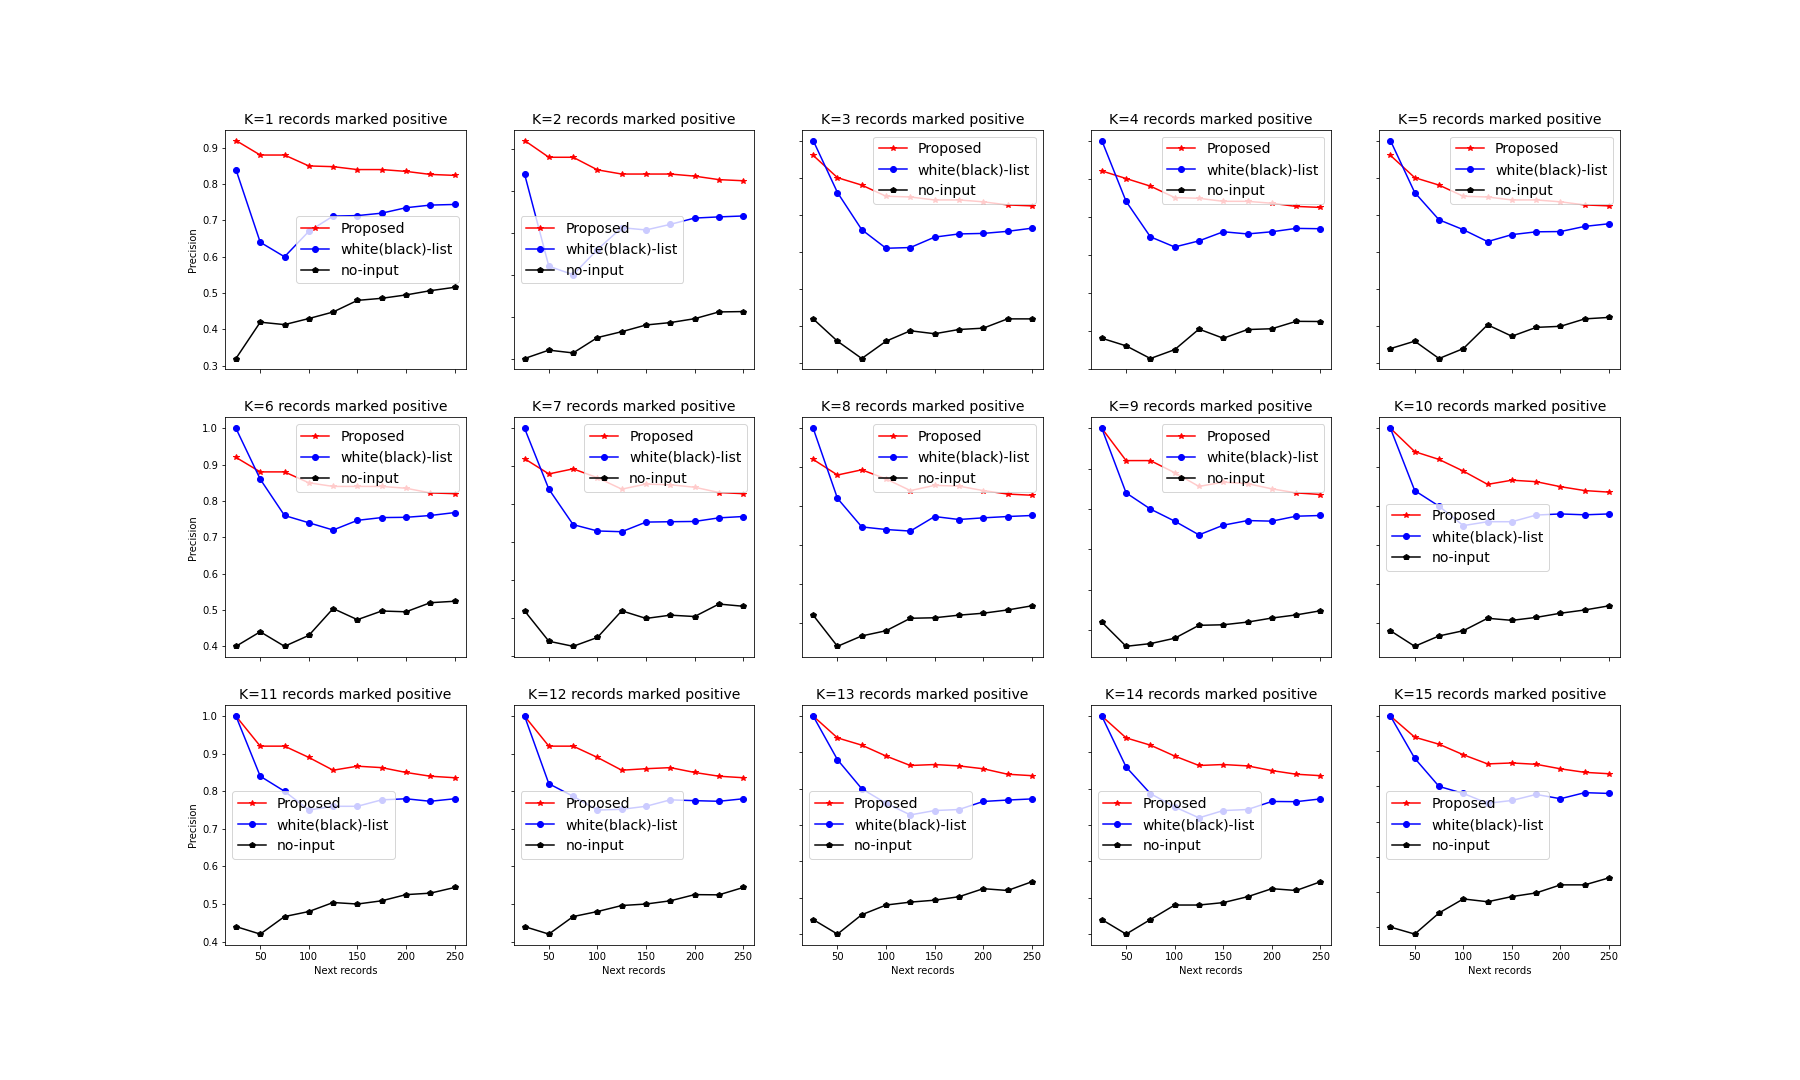 K=1 records marked positive
K=2 records marked positive
K=3 records marked positive
K=4 records marked positive
K=5 records marked positive
Precision
0.9
0.8
0.7
0.6
0.5
0.4
0.3
Proposed
white(black)-list
no-input
Proposed
white(black)-list
no-input
Proposed
white(black)-list
no-input
Proposed
white(black)-list
no-input
Proposed
white(black)-list
no-input
K=6 records marked positive
K=7 records marked positive
K=8 records marked positive
K=9 records marked positive
K=10 records marked positive
Precision
1.0
0.9
0.8
0.7
0.6
0.5
0.4
Proposed
white(black)-list
no-input
Proposed
white(black)-list
no-input
Proposed
white(black)-list
no-input
Proposed
white(black)-list
no-input
Proposed
white(black)-list
no-input
K=11 records marked positive
K=12 records marked positive
K=13 records marked positive
K=14 records marked positive
K=15 records marked positive
Precision
1.0
0.9
0.8
0.7
0.6
0.5
0.4
Proposed
white(black)-list
no-input
Proposed
white(black)-list
no-input
Proposed
white(black)-list
no-input
Proposed
white(black)-list
no-input
Proposed
white(black)-list
no-input
50 100 150 200 250
50 100 150 200 250
50 100 150 200 250
50 100 150 200 250
50 100 150 200 250
Next records
Next records
Next records
Next records
Next records